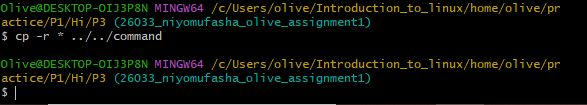 Olive@DESKTOP-OIJ3P8N MINGW64 /c/Users/olive/Introduction_to_linux/home/olive/pr
actice/P1/Hi/P3 (26033_niyomufasha_olive_assignment1)
$ cp -r * ../../command

Olive@DESKTOP-OIJ3P8N MINGW64 /c/Users/olive/Introduction_to_linux/home/olive/pr
actice/P1/Hi/P3 (26033_niyomufasha_olive_assignment1)